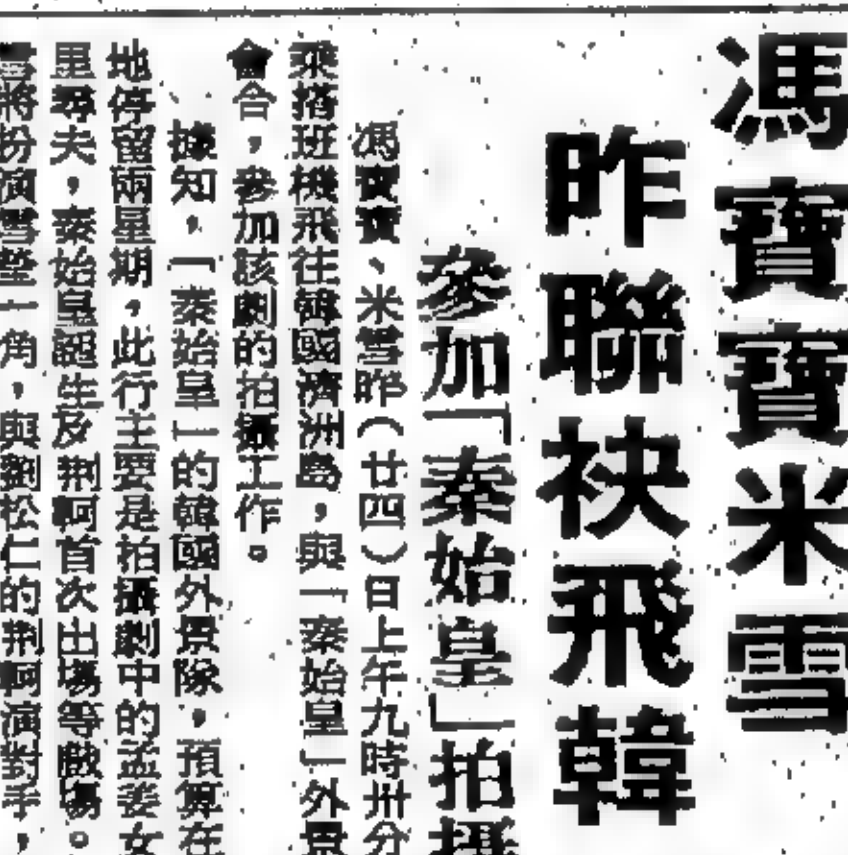 馮寶寶米雪
昨聯袂飛韓
參加「秦始皇」拍攝
馮寶寶、米雪昨（廿四）日上午九時卅分
乘搭班機飛往韓國濟洲島，與「秦始皇」外景
會合，參加該劇的拍攝工作。
據知，「秦始皇」的韓國外景隊，預算在
地停留兩星期，此行主要是拍攝劇中的孟姜女
里尋夫，秦始皇誕生及荆軻首次出場等戲場。
雪將扮演雪墊一角，與劉松仁的荆軻演對手，